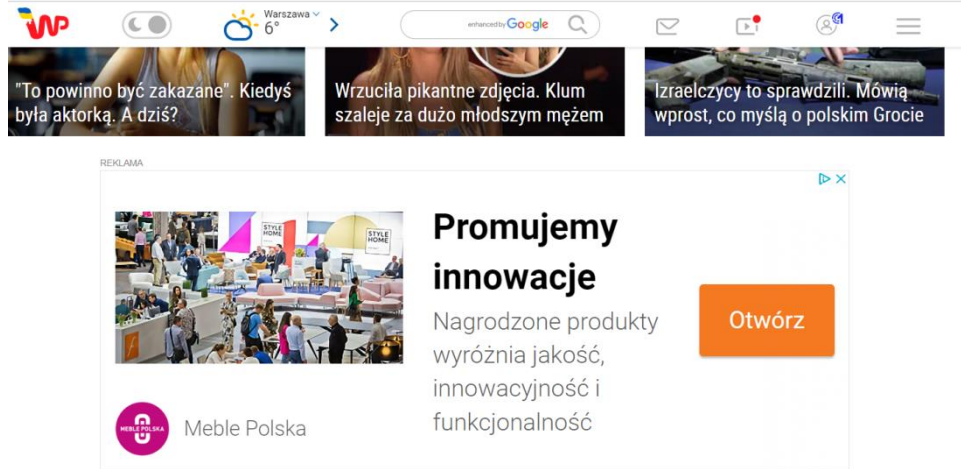 WP
Warszawa
6°
enhanced by Google
"To powinno być zakazane". Kiedyś
była aktorką. A dziś?
Wrzuciła pikantne zdjęcia. Klum
szaleje za dużo młodszym mężem
Izraelczycy to sprawdzili. Mówią
wprost, co myślą o polskim Grocie
REKLAMA
STYLE
HOME
STYLE
HOME
Promujemy
innowacje
Nagrodzone produkty
wyróżnia jakość,
innowacyjność i
funkcjonalność
Otwórz
MEBLE POLSKA
Meble Polska